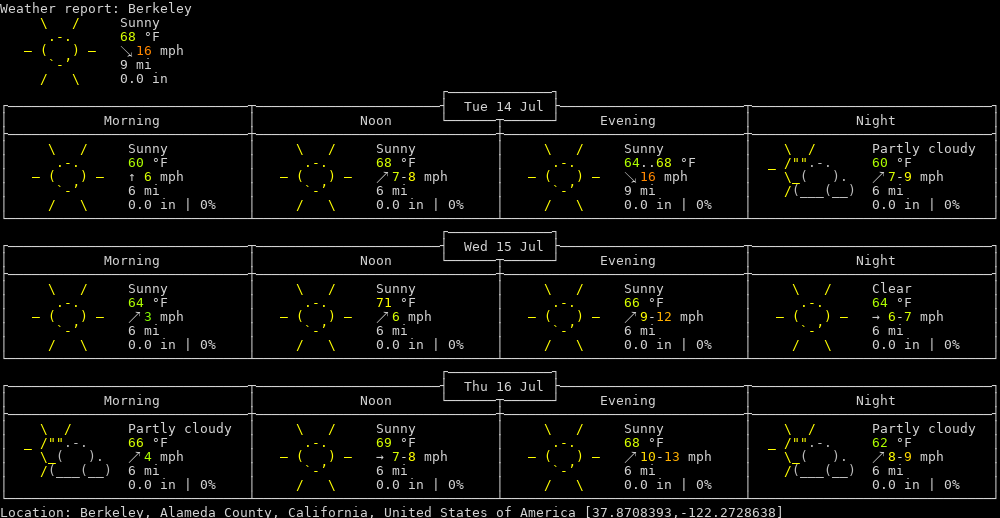 Weather report: Berkeley
Sunny
68 °F
↘ 16 mph
9 mi
0.0 in
Tue 14 Jul
Morning Noon Evening Night
Sunny Sunny Sunny Partly cloudy
60 °F 68 °F 64..68 °F 60 °F
↑ 6 mph ↗ 7-8 mph ↘ 16 mph ↗ 7-9 mph
6 mi 6 mi 9 mi 6 mi
0.0 in | 0% 0.0 in | 0% 0.0 in | 0% 0.0 in | 0%
Wed 15 Jul
Morning Noon Evening Night
Sunny Sunny Sunny Clear
64 °F 71 °F 66 °F 64 °F
↗ 3 mph ↗ 6 mph ↗ 9-12 mph → 6-7 mph
6 mi 6 mi 6 mi 6 mi
0.0 in | 0% 0.0 in | 0% 0.0 in | 0% 0.0 in | 0%
Thu 16 Jul
Morning Noon Evening Night
Partly cloudy Sunny Sunny Partly cloudy
66 °F 69 °F 68 °F 62 °F
↗ 4 mph → 7-8 mph ↗ 10-13 mph ↗ 8-9 mph
6 mi 6 mi 6 mi 6 mi
0.0 in | 0% 0.0 in | 0% 0.0 in | 0% 0.0 in | 0%
Location: Berkeley, Alameda County, California, United States of America [37.8708393,-122.2728638]